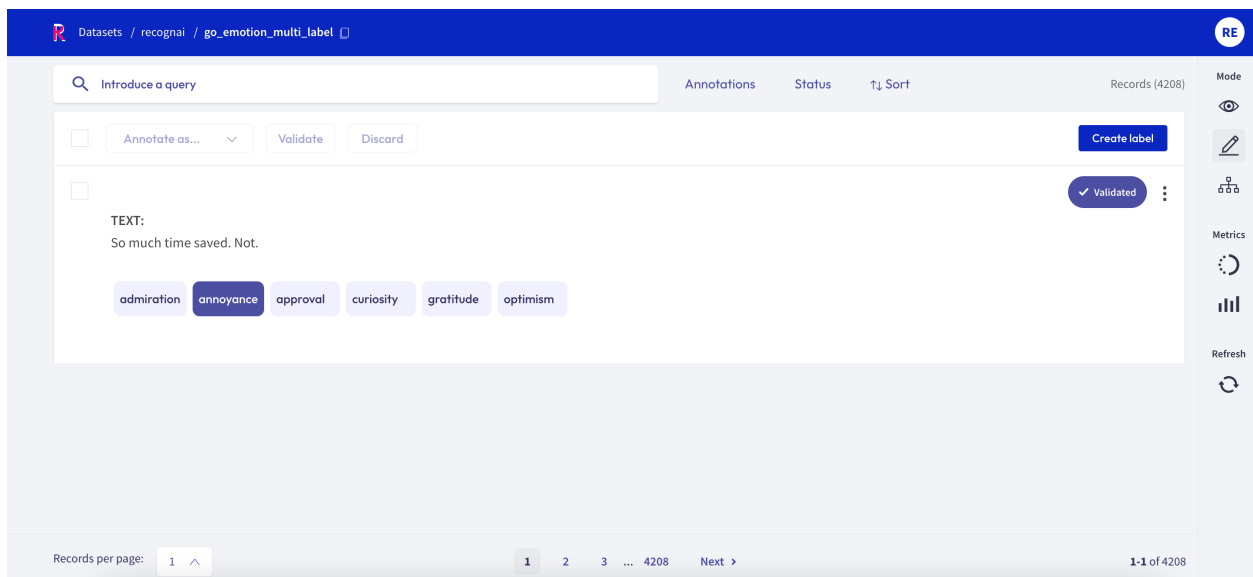 Datasets / recognai / go_emotion_multi_label
RE
Introduce a query
Annotations
Status
Sort
Records (4208)
Mode
Annotate as...
Validate
Discard
Create label
Validated
TEXT:
So much time saved. Not.
admiration
annoyance
approval
curiosity
gratitude
optimism
Metrics
Refresh
Records per page: 1
1 2 3 ... 4208 Next >
1-1 of 4208